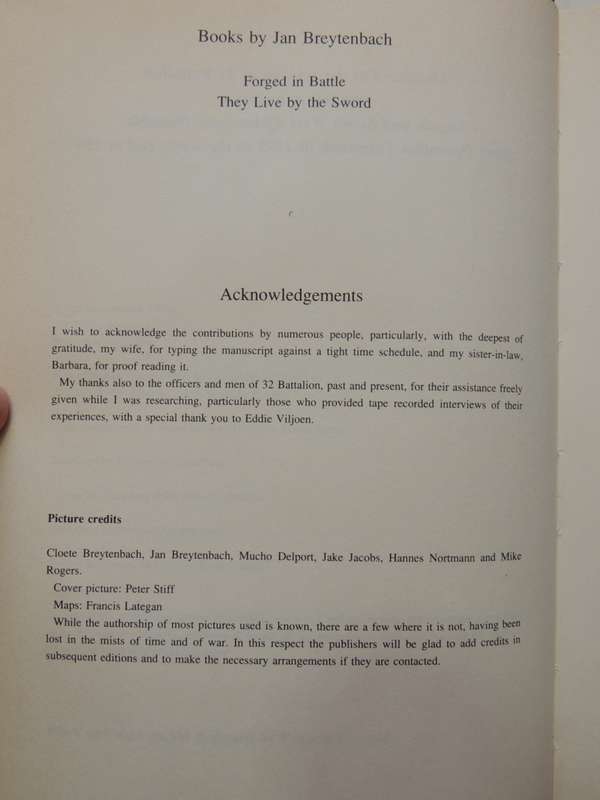 Books by Jan Breytenbach
Forged in Battle
They Live by the Sword
Acknowledgements
I wish to acknowledge the contributions by numerous people, particularly, with the deepest of
gratitude, my wife, for typing the manuscript against a tight time schedule, and my sister-in-law,
Barbara, for proof reading it.
My thanks also to the officers and men of 32 Battalion, past and present, for their assistance freely
given while I was researching, particularly those who provided tape recorded interviews of their
experiences, with a special thank you to Eddie Viljoen.
Picture credits
Cloete Breytenbach, Jan Breytenbach, Mucho Delport, Jake Jacobs, Hannes Nortmann and Mike
Rogers.
Cover picture: Peter Stiff
Maps: Francis Lategan
While the authorship of most pictures used is known, there are a few where it is not, having been
lost in the mists of time and of war. In this respect the publishers will be glad to add credits in
subsequent editions and to make the necessary arrangements if they are contacted.